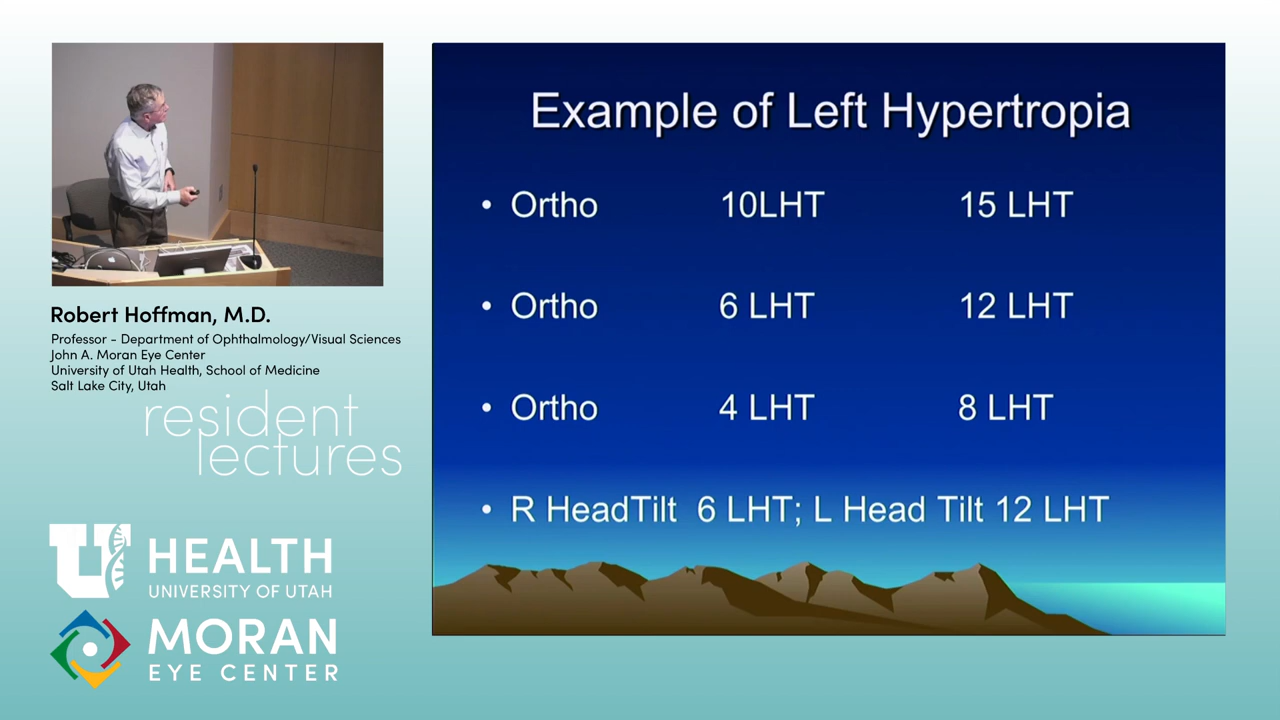 Example of Left Hypertropia
• Ortho 10LHT 15 LHT
• Ortho 6 LHT 12 LHT
• Ortho 4 LHT 8 LHT
• R HeadTilt 6 LHT; L Head Tilt 12 LHT
Robert Hoffman, M.D.
Professor - Department of Ophthalmology/Visual Sciences
John A. Moran Eye Center
University of Utah Health, School of Medicine
Salt Lake City, Utah
resident
lectures
U HEALTH
UNIVERSITY OF UTAH
MORAN
EYE CENTER